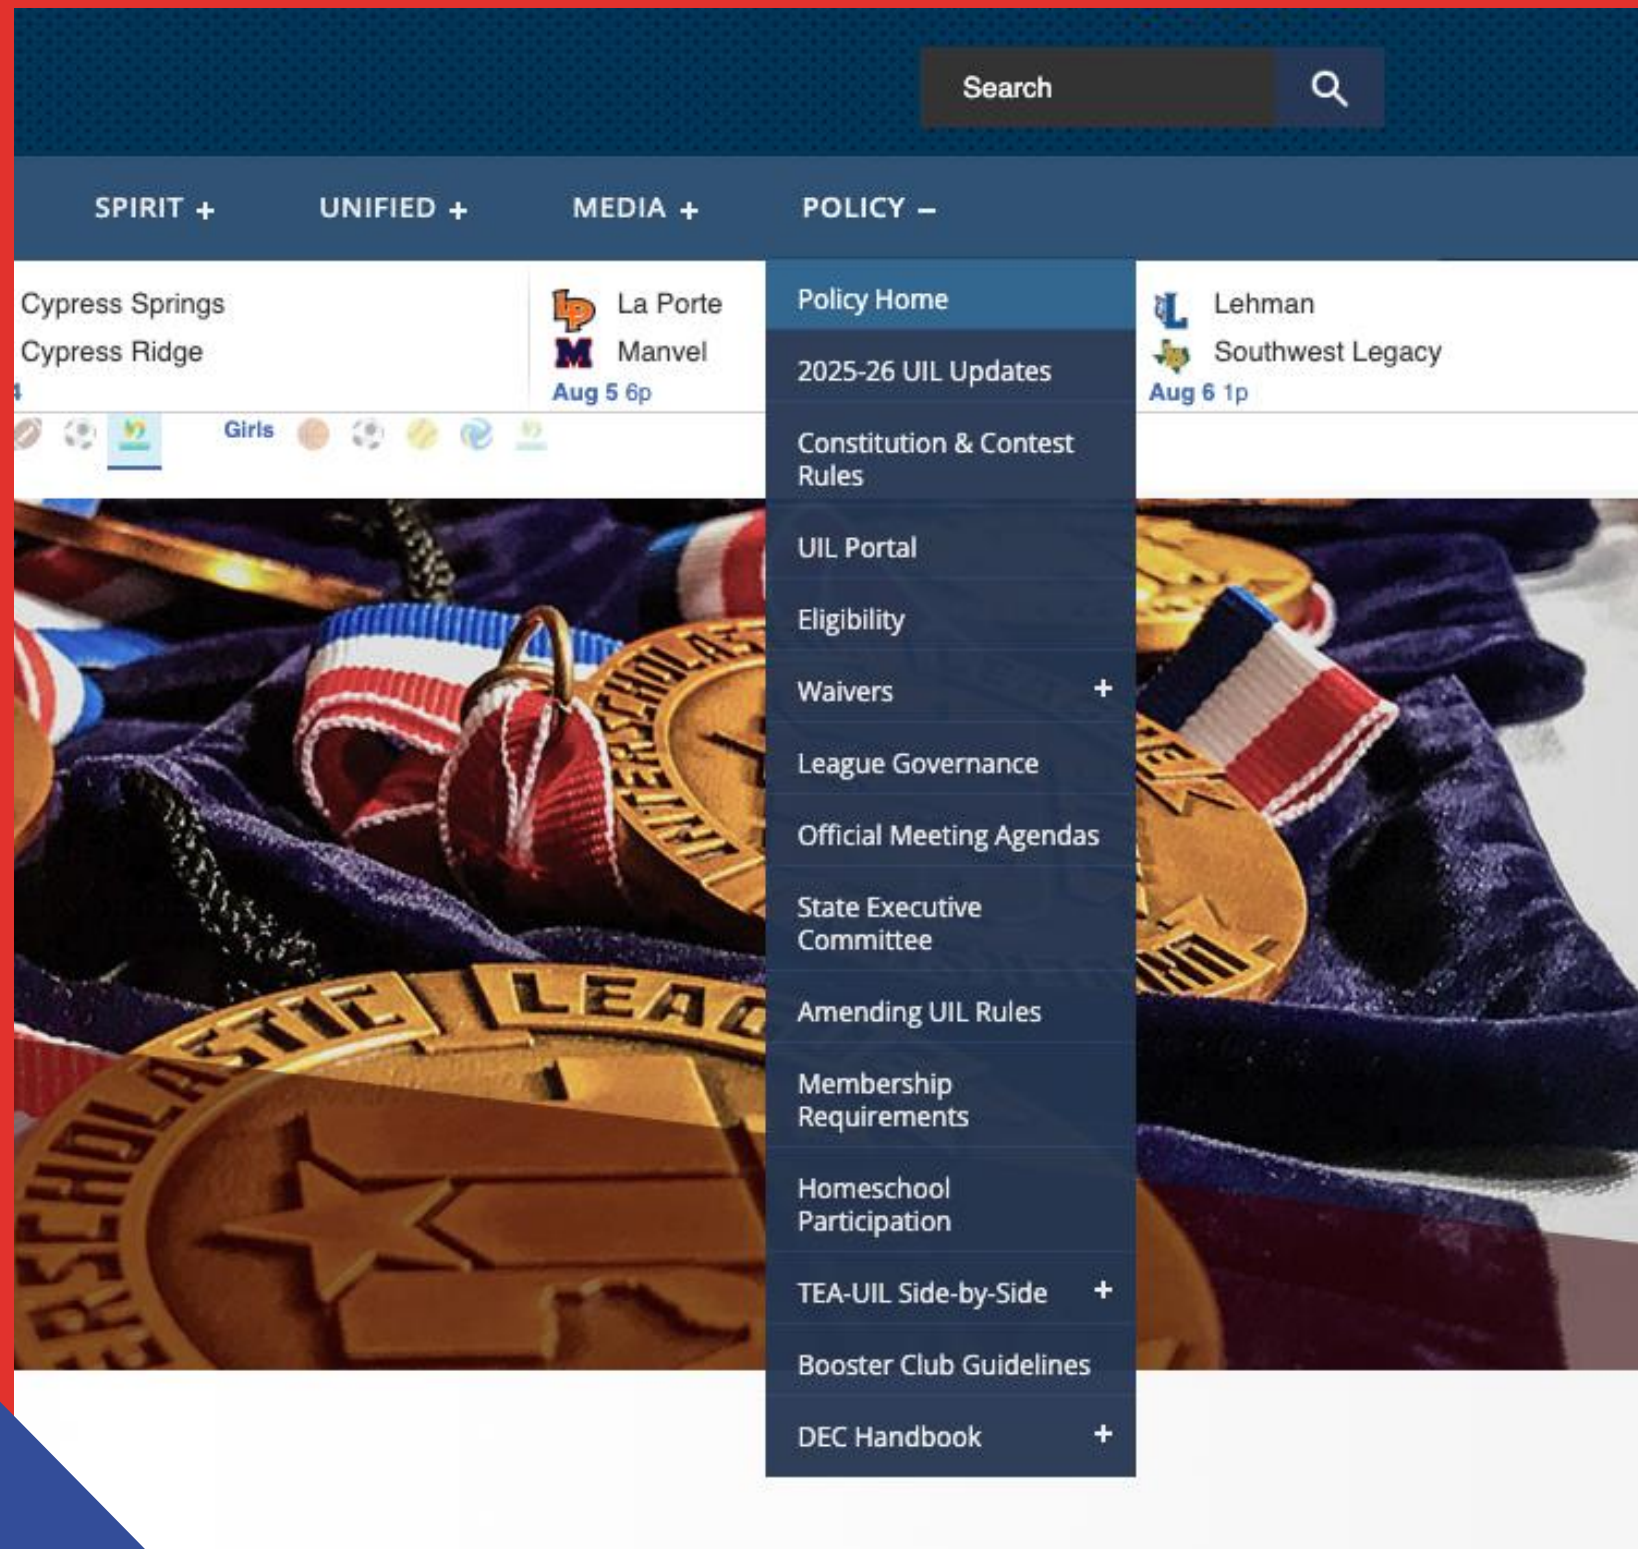 Search
SPIRIT +
UNIFIED +
MEDIA +
POLICY –
Cypress Springs
Cypress Ridge
4
La Porte
Manvel
Aug 5 6p
Lehman
Southwest Legacy
Aug 6 1p
Girls
Policy Home
2025-26 UIL Updates
Constitution & Contest
Rules
UIL Portal
Eligibility
Waivers +
League Governance
Official Meeting Agendas
State Executive
Committee
Amending UIL Rules
Membership
Requirements
Homeschool
Participation
TEA-UIL Side-by-Side +
Booster Club Guidelines
DEC Handbook +